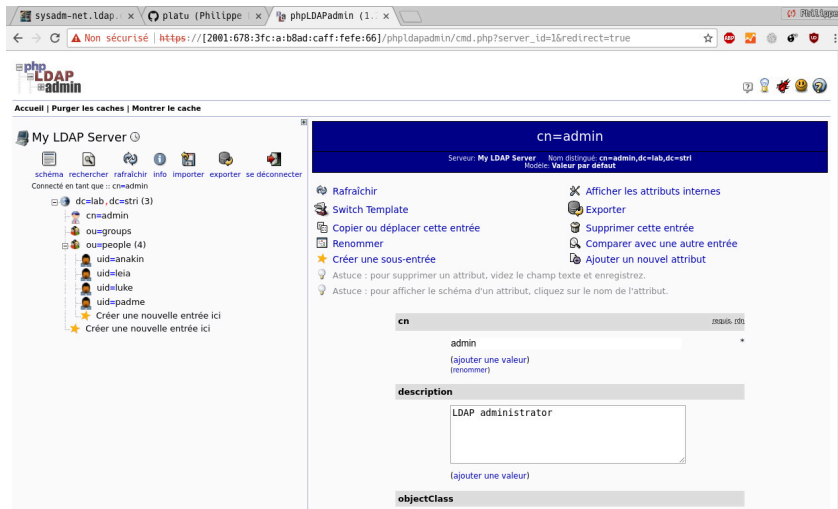 sysadm-net.ldap.
platu (Philippe
phpLDAPadmin (1.
Philippe
Non sécurisé | https://[2001:678:3fc:a:b8ad:caff:fefe:66]/phpldapadmin/cmd.php?server_id=1&redirect=true
php
LDAP
admin
Accueil | Purger les caches | Montrer le cache
My LDAP Server
schéma rechercher rafraîchir info importer exporter se déconnecter
Connecté en tant que :: cn=admin
dc=lab,dc=stri (3)
cn=admin
ou=groups
ou=people (4)
uid=anakin
uid=leia
uid=luke
uid=padme
Créer une nouvelle entrée ici
Créer une nouvelle entrée ici
cn=admin
Serveur: My LDAP Server Nom distingué: cn=admin,dc=lab,dc=stri
Modèle: Valeur par défaut
Rafraîchir
Afficher les attributs internes
Switch Template
Exporter
Copier ou déplacer cette entrée
Supprimer cette entrée
Renommer
Comparer avec une autre entrée
Créer une sous-entrée
Ajouter un nouvel attribut
Astuce : pour supprimer un attribut, videz le champ texte et enregistrez.
Astuce : pour afficher le schéma d'un attribut, cliquez sur le nom de l'attribut.
cn requis, rdn
admin *
(ajouter une valeur)
(renommer)
description
LDAP administrator
(ajouter une valeur)
objectClass